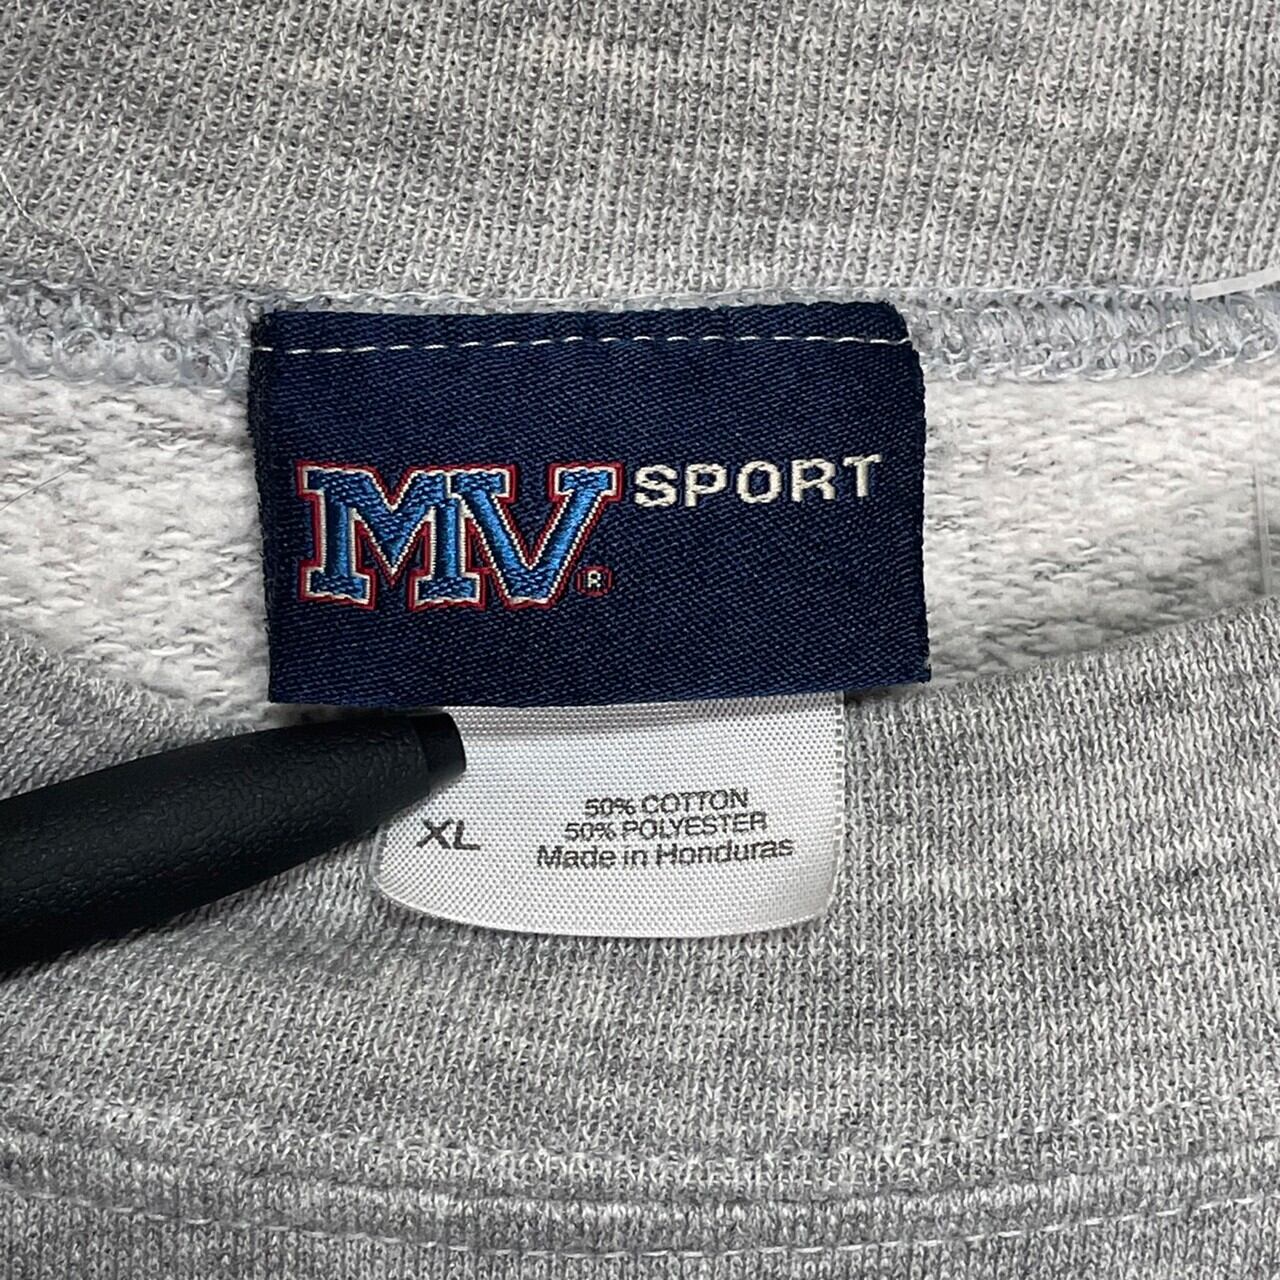 MV® SPORT
XL
50% COTTON
50% POLYESTER
Made in Honduras